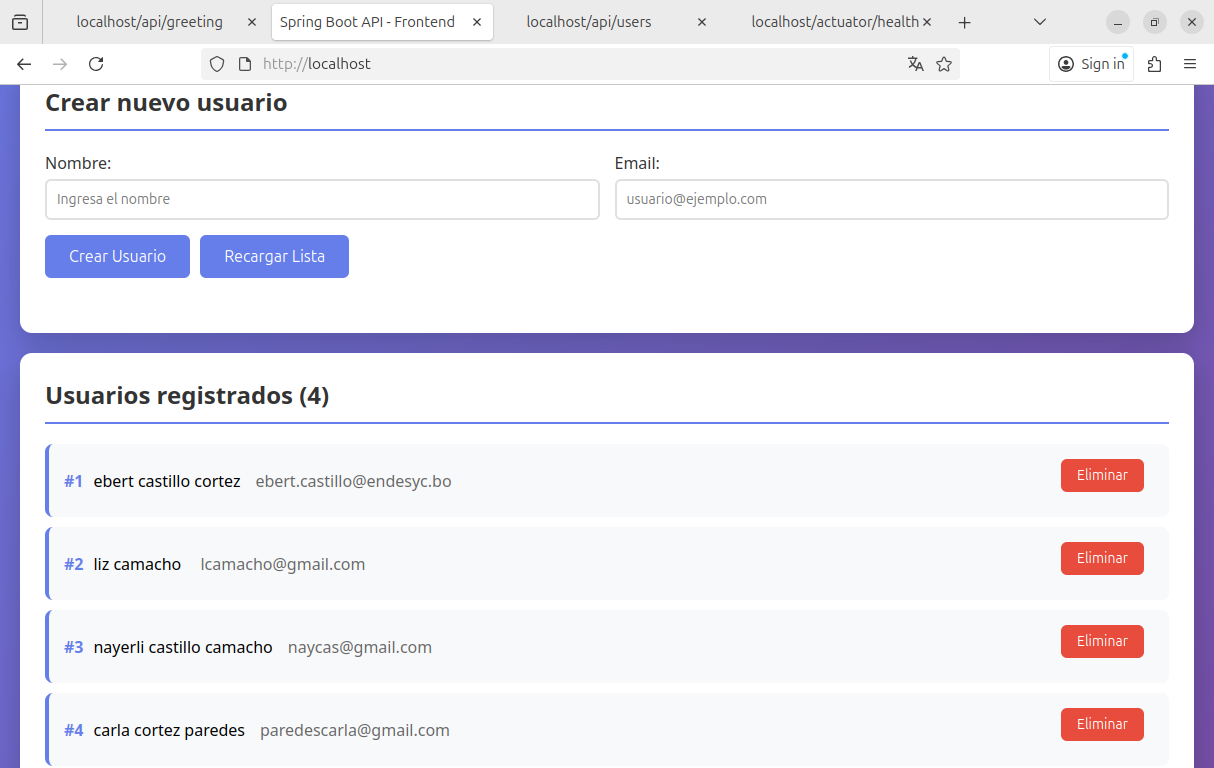 localhost/api/greeting
Spring Boot API - Frontend
localhost/api/users
localhost/actuator/health
http://localhost
Sign in
Crear nuevo usuario
Nombre: Email:
Ingresa el nombre usuario@ejemplo.com
Crear Usuario Recargar Lista
Usuarios registrados (4)
#1 ebert castillo cortez ebert.castillo@endesyc.bo Eliminar
#2 liz camacho lcamacho@gmail.com Eliminar
#3 nayerli castillo camacho naycas@gmail.com Eliminar
#4 carla cortez paredes paredescarla@gmail.com Eliminar